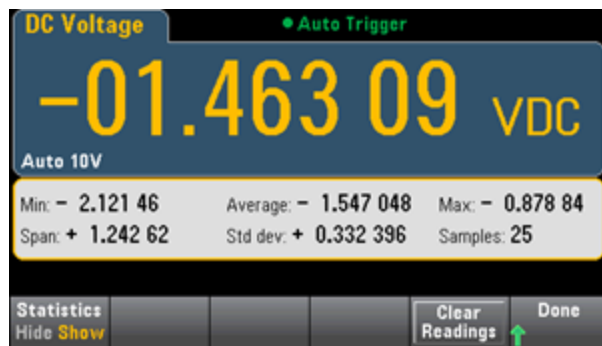 DC Voltage
Auto Trigger
−01.463 09 VDC
Auto 10V
Min: − 2.121 46 Average: − 1.547 048 Max: − 0.878 84
Span: + 1.242 62 Std dev: + 0.332 396 Samples: 25
Statistics Clear Done
Hide Show Readings